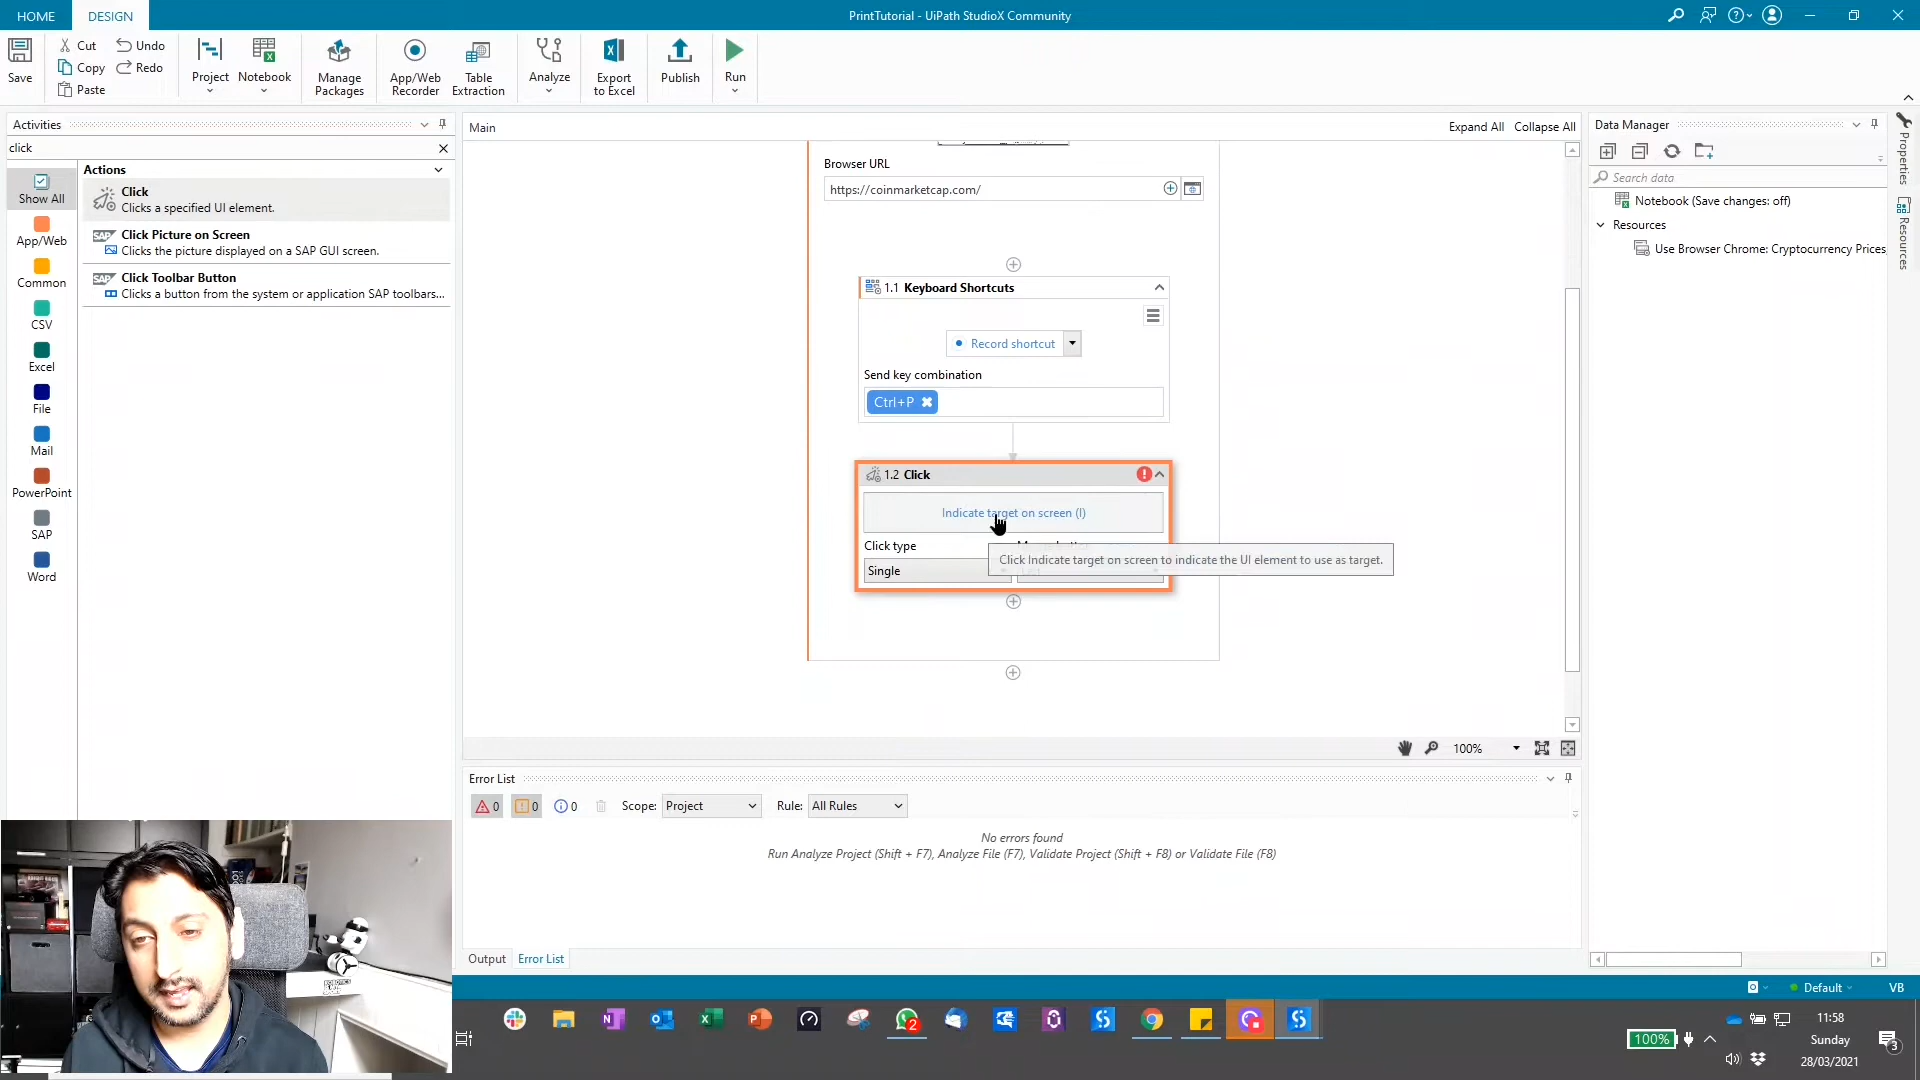 HOME
DESIGN
PrintTutorial - UiPath StudioX Community
Save
Cut
Copy
Paste
Undo
Redo
Project
Notebook
Manage
Packages
App/Web
Recorder
Table
Extraction
Analyze
Export
to Excel
Publish
Run
Activities
click
Show All
App/Web
Common
CSV
Excel
File
Mail
PowerPoint
SAP
Word
Actions
Click
Clicks a specified UI element.
SAP
Click Picture on Screen
Clicks the picture displayed on a SAP GUI screen.
SAP
Click Toolbar Button
Clicks a button from the system or application SAP toolbars...
Main
Expand All
Collapse All
Browser URL
https://coinmarketcap.com/
1.1 Keyboard Shortcuts
Record shortcut
Send key combination
Ctrl+P
1.2 Click
Indicate target on screen (I)
Click type
Single
Click Indicate target on screen to indicate the UI element to use as target.
100%
Error List
0
0
0
Scope:
Project
Rule:
All Rules
No errors found
Run Analyze Project (Shift + F7), Analyze File (F7), Validate Project (Shift + F8) or Validate File (F8)
Output
Error List
Data Manager
Search data
Notebook (Save changes: off)
Resources
Use Browser Chrome: Cryptocurrency Prices
Properties
Resources
Default
VB
2
100%
11:58
Sunday
28/03/2021
3